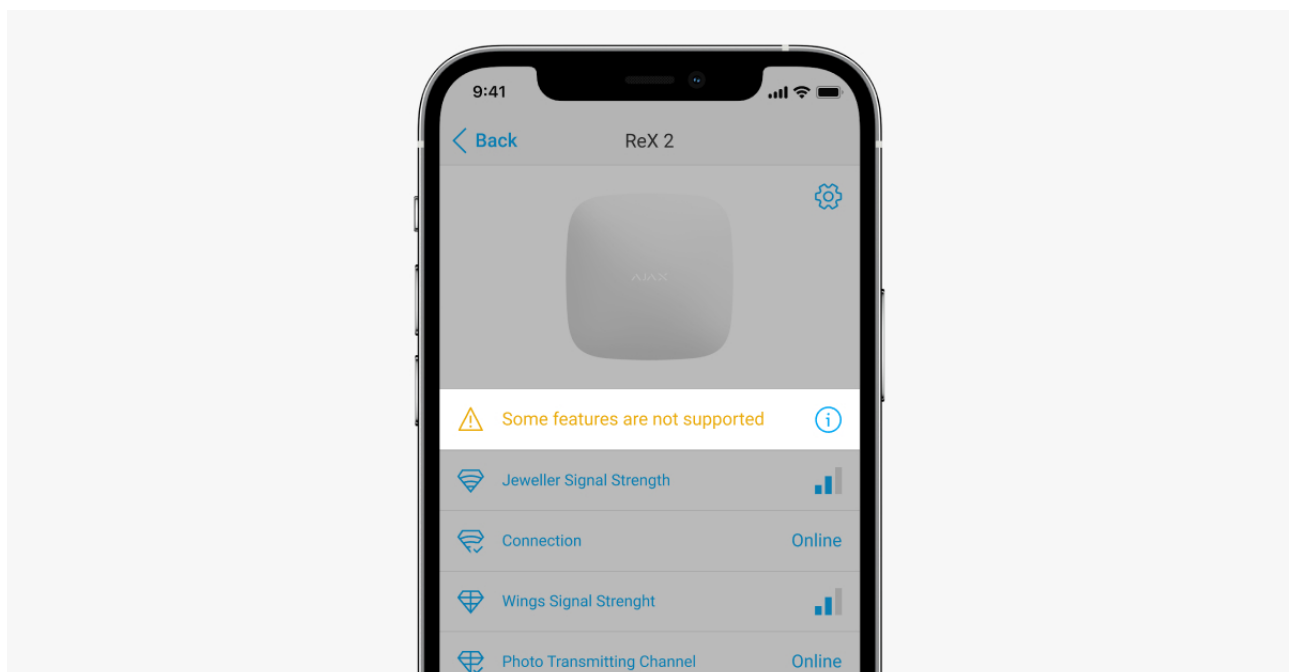 9:41
Back
ReX 2
AJAX
Some features are not supported
Jeweller Signal Strength
Connection
Online
Wings Signal Strenght
Photo Transmitting Channel
Online